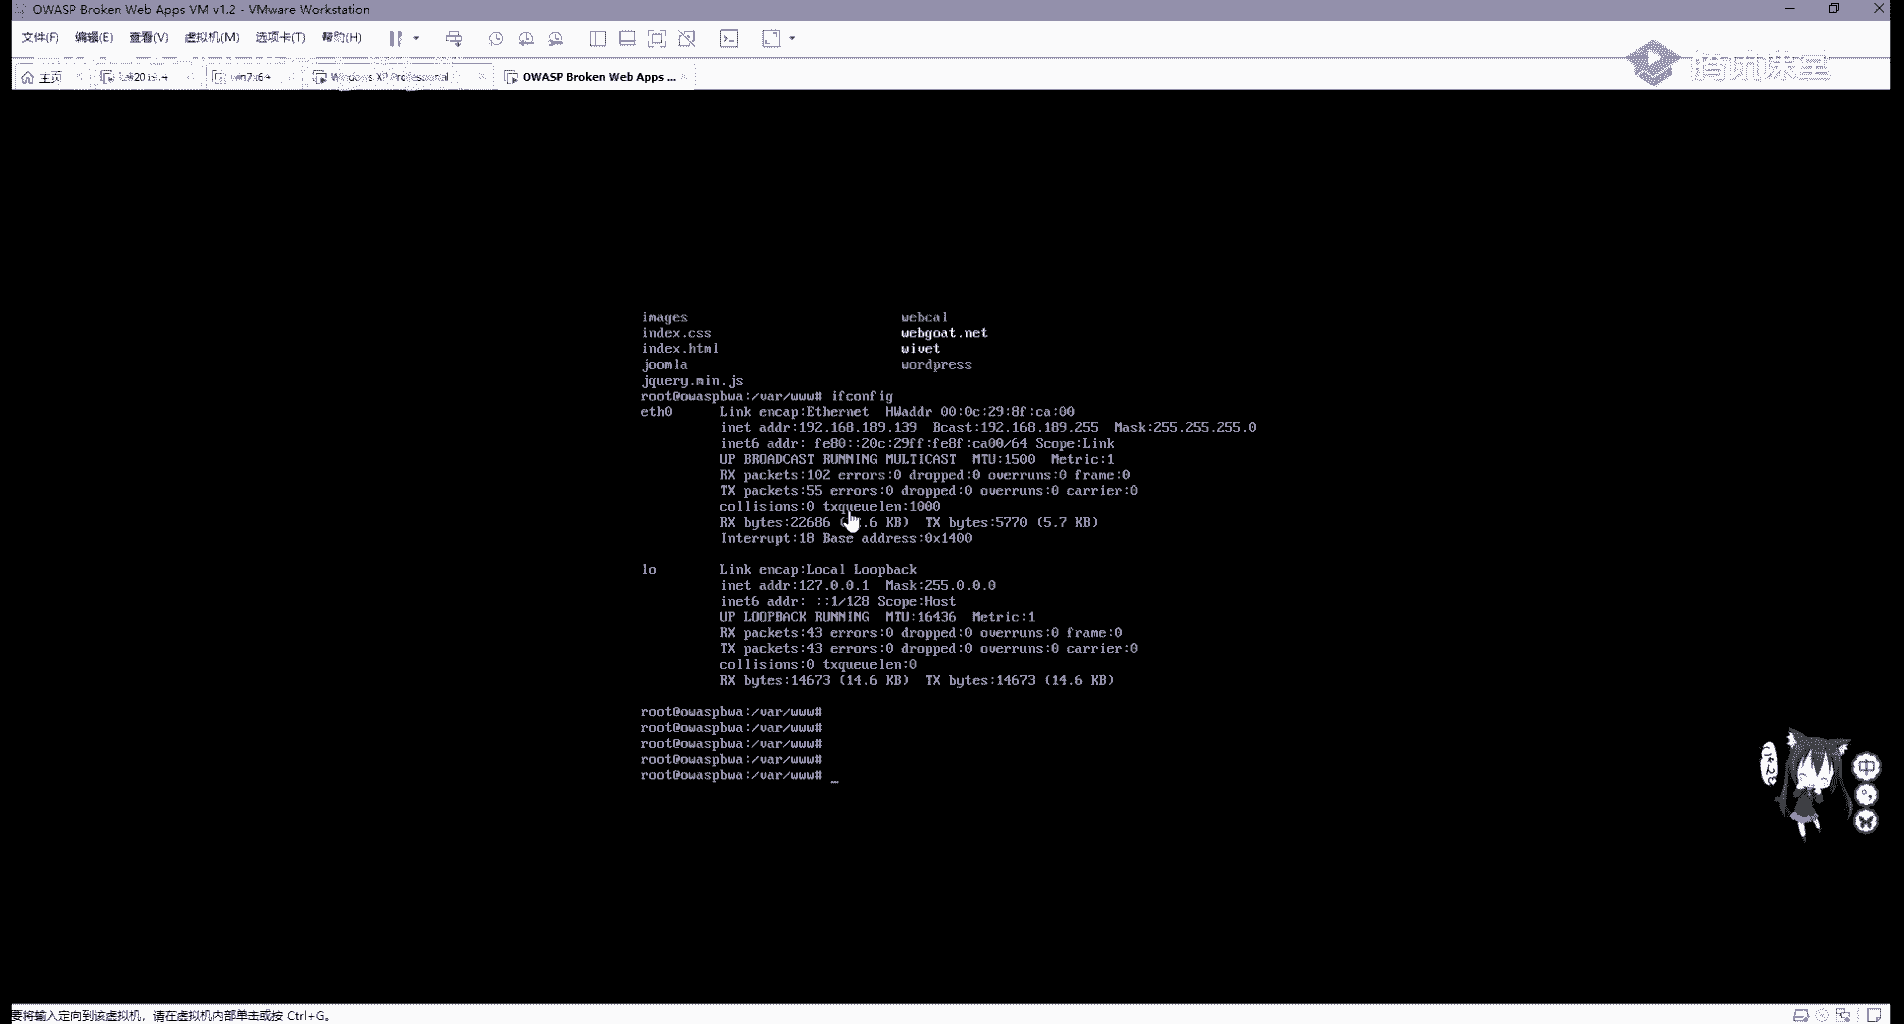 OWASP Broken Web Apps VM v1.2 - VMware Workstation
文件(F) 编辑(E) 查看(V) 虚拟机(M) 选项卡(T) 帮助(H)
主页 win7x64 Windows XP Professional OWASP Broken Web Apps ...
腾讯课堂
images webcal
index.css webgoat.net
index.html wivet
joomla wordpress
jquery.min.js
root@owaspbwa:/var/www# ifconfig
eth0 Link encap:Ethernet HWaddr 00:0c:29:8f:ca:00
inet addr:192.168.189.139 Bcast:192.168.189.255 Mask:255.255.255.0
inet6 addr: fe80::20c:29ff:fe8f:ca00/64 Scope:Link
UP BROADCAST RUNNING MULTICAST MTU:1500 Metric:1
RX packets:102 errors:0 dropped:0 overruns:0 frame:0
TX packets:55 errors:0 dropped:0 overruns:0 carrier:0
collisions:0 txqueuelen:1000
RX bytes:22686 ( .6 KB) TX bytes:5770 (5.7 KB)
Interrupt:18 Base address:0x1400
lo Link encap:Local Loopback
inet addr:127.0.0.1 Mask:255.0.0.0
inet6 addr: ::1/128 Scope:Host
UP LOOPBACK RUNNING MTU:16436 Metric:1
RX packets:43 errors:0 dropped:0 overruns:0 frame:0
TX packets:43 errors:0 dropped:0 overruns:0 carrier:0
collisions:0 txqueuelen:0
RX bytes:14673 (14.6 KB) TX bytes:14673 (14.6 KB)
root@owaspbwa:/var/www#
root@owaspbwa:/var/www#
root@owaspbwa:/var/www#
root@owaspbwa:/var/www#
root@owaspbwa:/var/www# _
中
要将输入定向到该虚拟机，请在虚拟机内部单击或按 Ctrl+G。